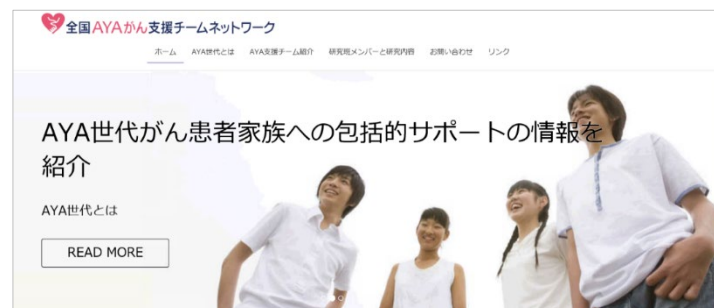 全国AYAがん支援チームネットワーク
ホーム AYA世代とは AYA支援チーム紹介 研究班メンバーと研究内容 お問い合わせ リンク
AYA世代がん患者家族への包括的サポートの情報を
紹介
AYA世代とは
READ MORE